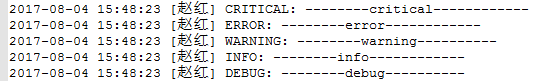 2017-08-04 15:48:23 [赵红] CRITICAL: ---------critical-------------
2017-08-04 15:48:23 [赵红] ERROR: ---------error-------------
2017-08-04 15:48:23 [赵红] WARNING: ---------warning-----------
2017-08-04 15:48:23 [赵红] INFO: ---------info-------------
2017-08-04 15:48:23 [赵红] DEBUG: ---------debug-----------